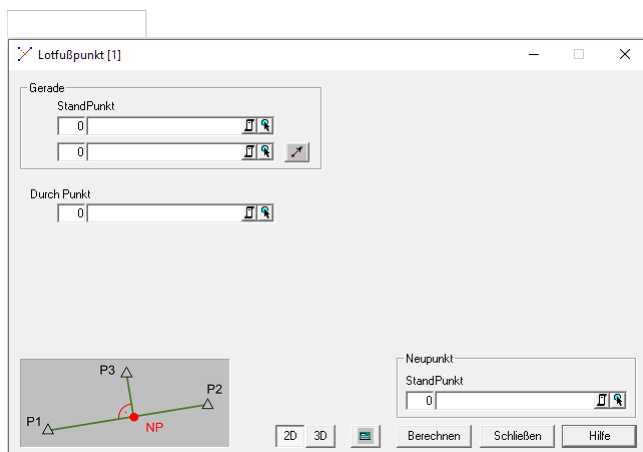 Lotfußpunkt [1]
Gerade
StandPunkt
0
0
Durch Punkt
0
P3
P2
P1
NP
Neupunkt
StandPunkt
0
2D 3D Berechnen Schließen Hilfe